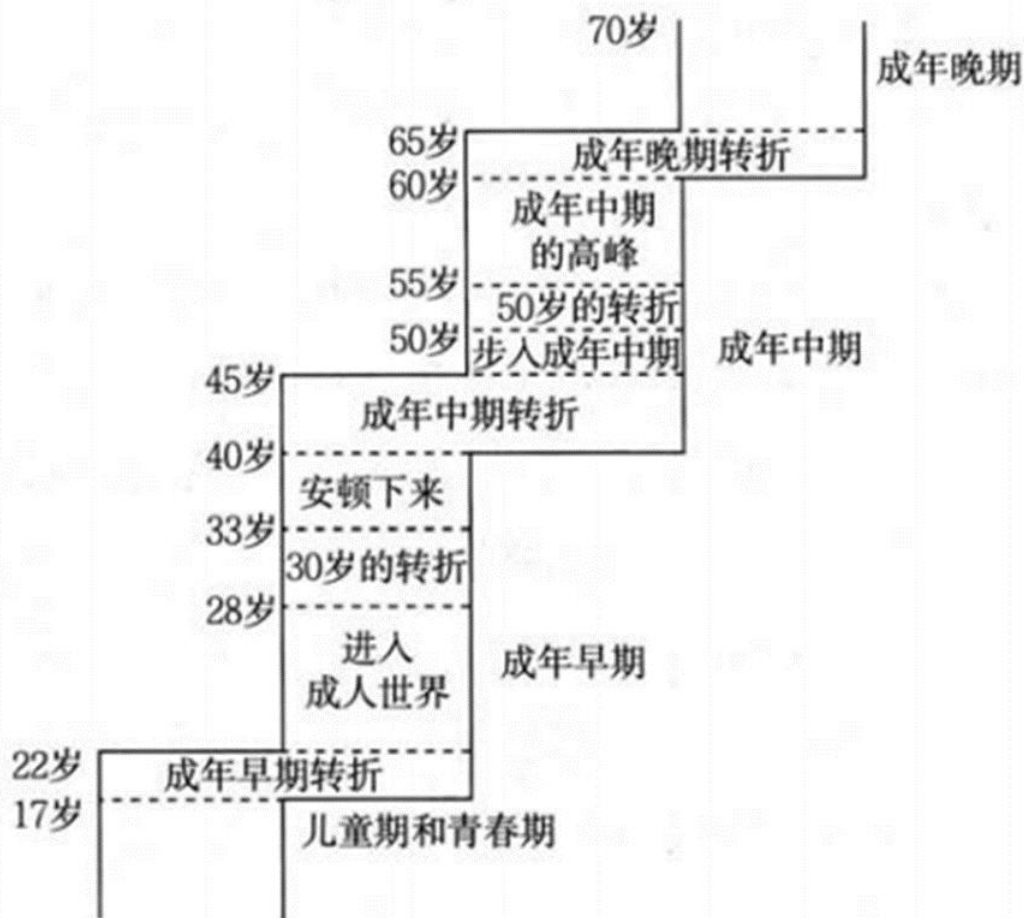 70岁
成年晚期
65岁
成年晚期转折
60岁
成年中期
的高峰
55岁
50岁的转折
50岁
步入成年中期
成年中期
45岁
成年中期转折
40岁
安顿下来
33岁
30岁的转折
28岁
进入
成人世界
成年早期
22岁
成年早期转折
17岁
儿童期和青春期